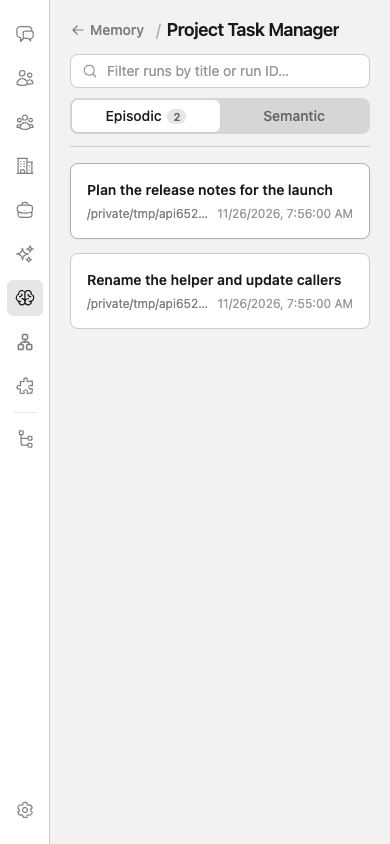 Memory / Project Task Manager
Filter runs by title or run ID...
Episodic 2 Semantic
Plan the release notes for the launch
/private/tmp/api652... 11/26/2026, 7:56:00 AM
Rename the helper and update callers
/private/tmp/api652... 11/26/2026, 7:55:00 AM